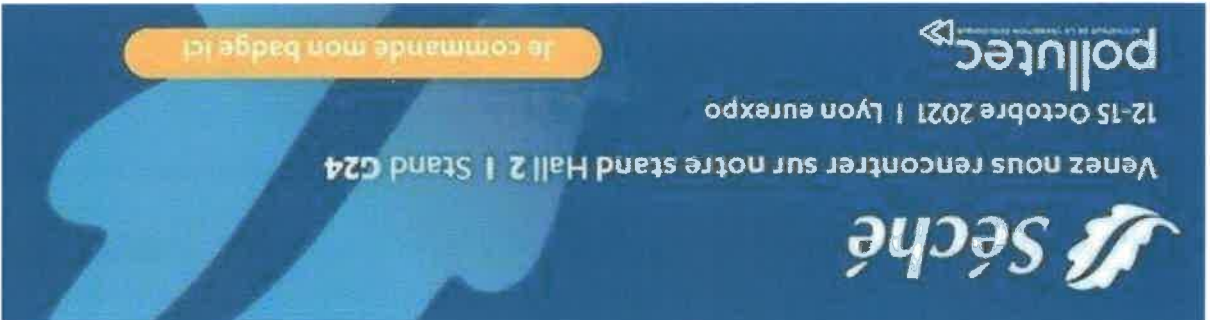 Séché
Venez nous rencontrer sur notre stand Hall 2 I Stand G24
12-15 Octobre 2021 I Lyon eurexpo
pollutec
Je commande mon badge ici